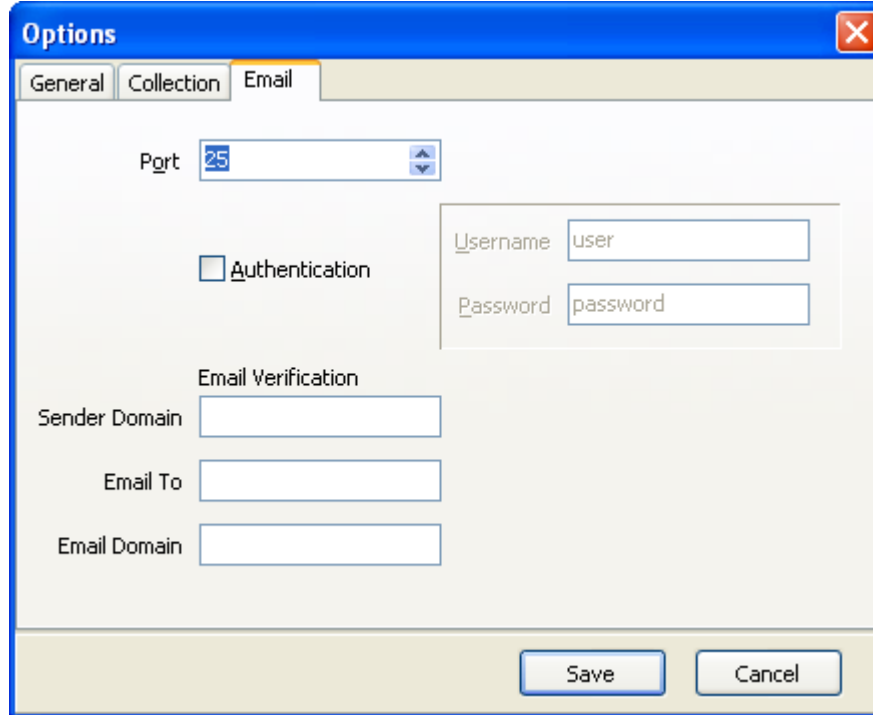 Options
General Collection Email
Port 25
Username user
Authentication
Password password
Email Verification
Sender Domain
Email To
Email Domain
Save Cancel